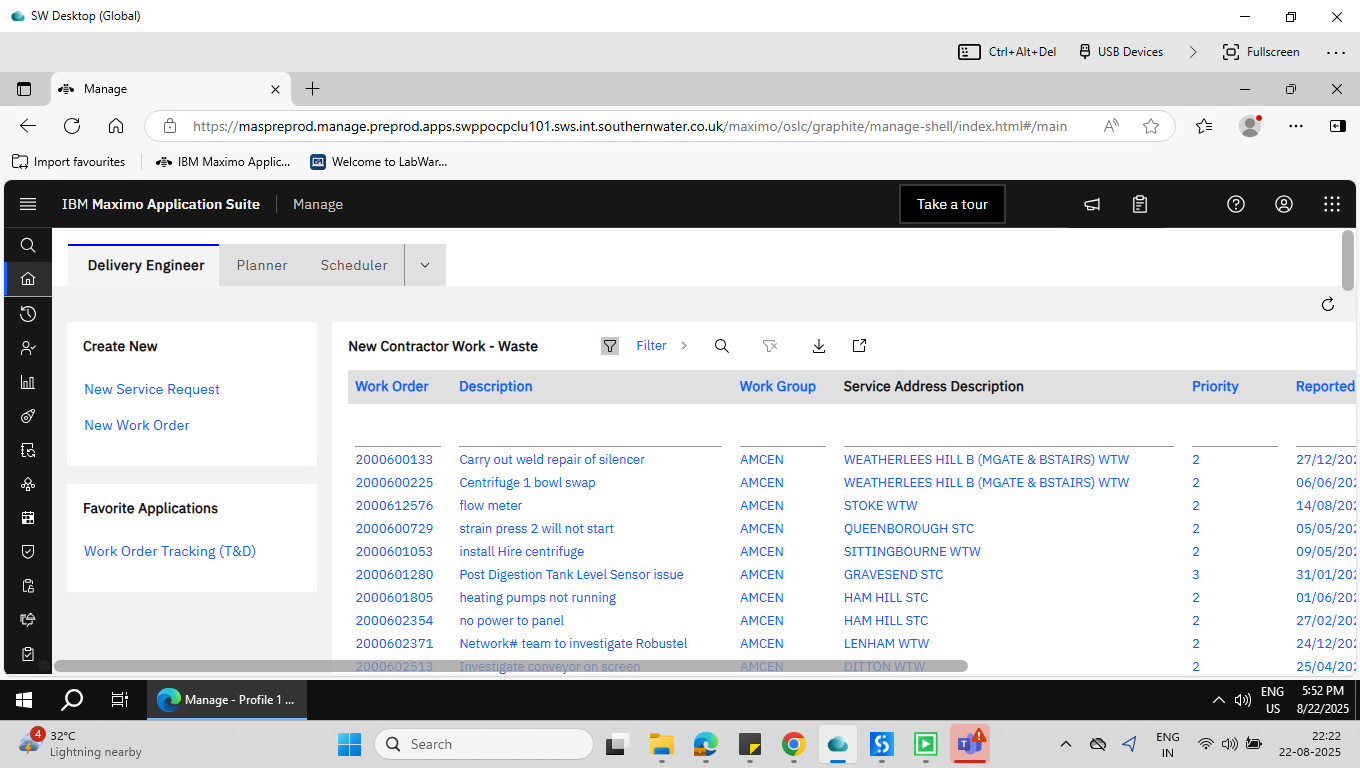 SW Desktop (Global)
Ctrl+Alt+Del USB Devices Fullscreen
Manage
https://maspreprod.manage.preprod.apps.swppocpclu101.sws.int.southernwater.co.uk/maximo/oslc/graphite/manage-shell/index.html#/main
Import favourites IBM Maximo Applic... Welcome to LabWar...
IBM Maximo Application Suite Manage Take a tour
Delivery Engineer Planner Scheduler
Create New
New Service Request
New Work Order
Favorite Applications
Work Order Tracking (T&D)
New Contractor Work - Waste Filter
Work Order Description Work Group Service Address Description Priority Reported
2000600133 Carry out weld repair of silencer AMCEN WEATHERLEES HILL B (MGATE & BSTAIRS) WTW 2 27/12/202
2000600225 Centrifuge 1 bowl swap AMCEN WEATHERLEES HILL B (MGATE & BSTAIRS) WTW 2 06/06/202
2000612576 flow meter AMCEN STOKE WTW 2 14/08/202
2000600729 strain press 2 will not start AMCEN QUEENBOROUGH STC 2 05/05/202
2000601053 install Hire centrifuge AMCEN SITTINGBOURNE WTW 2 09/05/202
2000601280 Post Digestion Tank Level Sensor issue AMCEN GRAVESEND STC 3 31/01/202
2000601805 heating pumps not running AMCEN HAM HILL STC 2 01/06/202
2000602354 no power to panel AMCEN HAM HILL STC 2 27/02/202
2000602371 Network# team to investigate Robustel AMCEN LENHAM WTW 2 24/12/202
2000602513 Investigate conveyor on screen AMCEN DITTON WTW 2 25/04/202
Manage - Profile 1 ...
ENG
US
5:52 PM
8/22/2025
4
32°C
Lightning nearby
Search
ENG
IN
22:22
22-08-2025